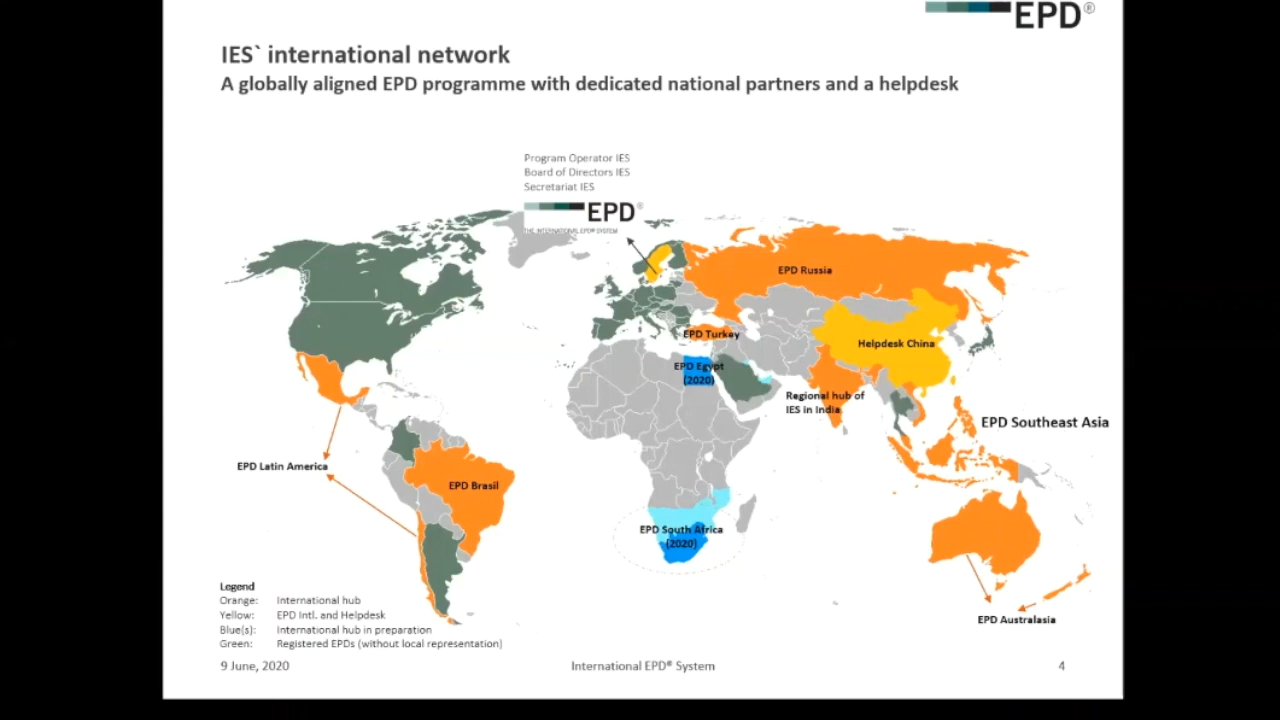 EPD®
IES` international network
A globally aligned EPD programme with dedicated national partners and a helpdesk
Program Operator IES
Board of Directors IES
Secretariat IES
EPD®
THE INTERNATIONAL EPD® SYSTEM
EPD Russia
EPD Turkey
Helpdesk China
EPD Egypt
(2020)
Regional hub of
IES in India
EPD Southeast Asia
EPD Latin America
EPD Brasil
EPD South Africa
(2020)
EPD Australasia
Legend
Orange: International hub
Yellow: EPD Intl. and Helpdesk
Blue(s): International hub in preparation
Green: Registered EPDs (without local representation)
9 June, 2020
International EPD® System
4